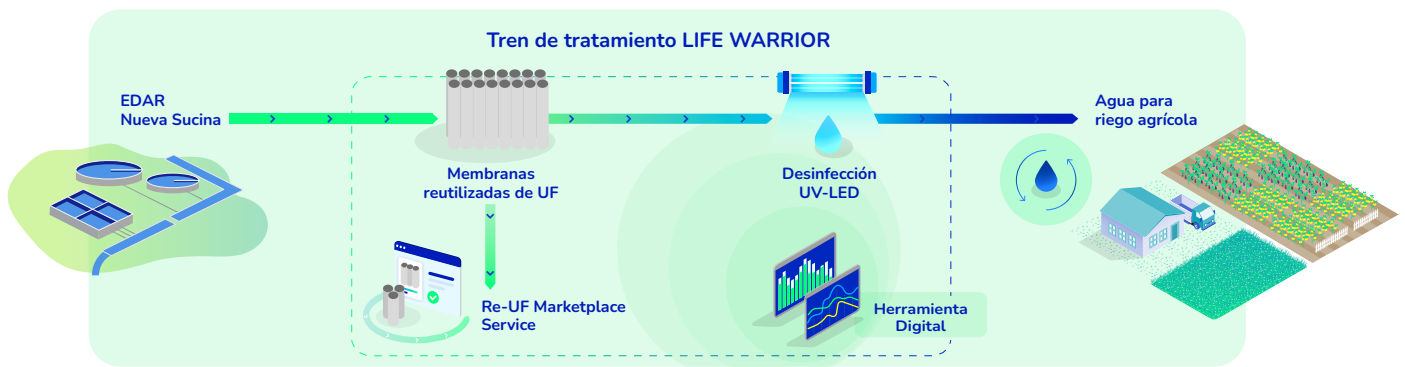 Tren de tratamiento LIFE WARRIOR
EDAR
Nueva Sucina
Membranas
reutilizadas de UF
Desinfección
UV-LED
Agua para
riego agrícola
Re-UF Marketplace
Service
Herramienta
Digital